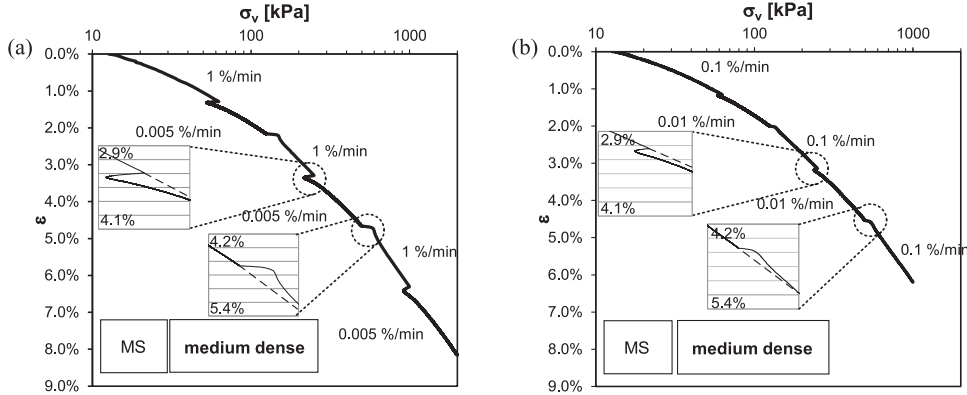 (a)
σv [kPa]
10 100 1000
0.0%
1.0%
2.0%
3.0%
4.0%
5.0%
6.0%
7.0%
8.0%
9.0%
ε
1 %/min
0.005 %/min
1 %/min
2.9%
4.1%
0.005 %/min
4.2%
5.4%
1 %/min
0.005 %/min
MS
medium dense
(b)
σv [kPa]
10 100 1000
0.0%
1.0%
2.0%
3.0%
4.0%
5.0%
6.0%
7.0%
8.0%
9.0%
ε
0.1 %/min
0.01 %/min
0.1 %/min
2.9%
4.1%
0.01 %/min
4.2%
5.4%
0.1 %/min
MS
medium dense